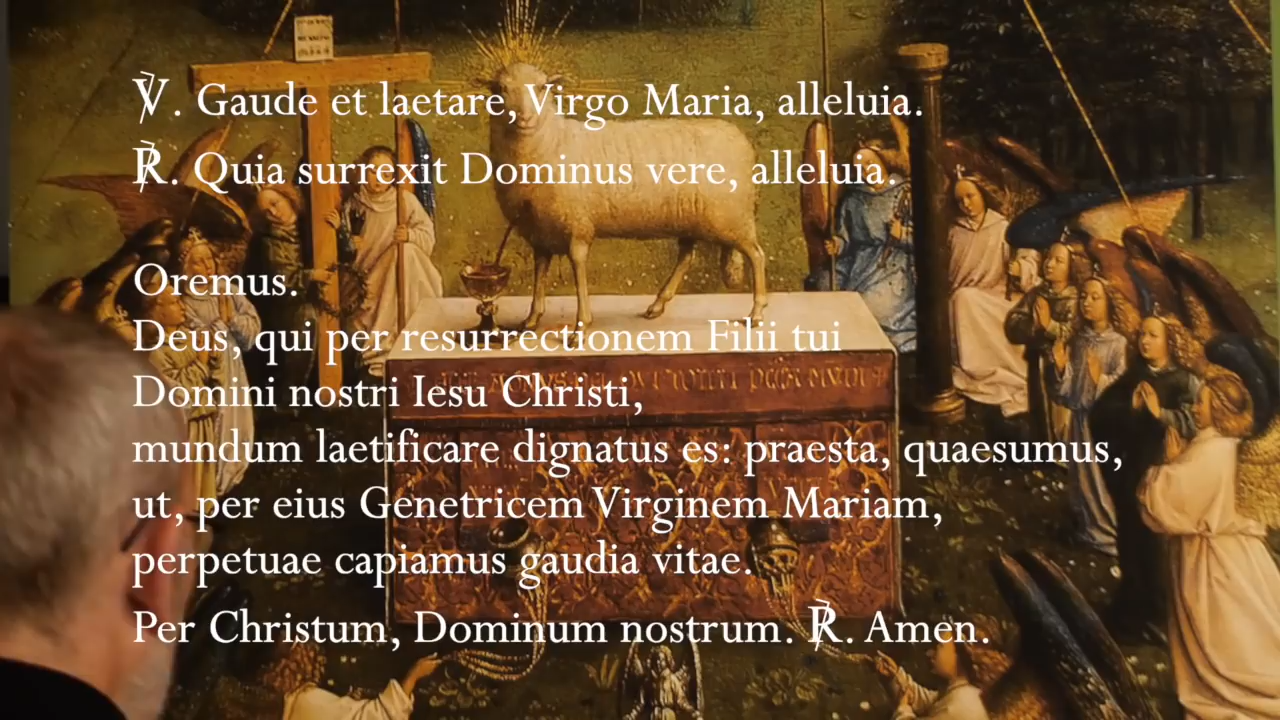 ℣. Gaude et laetare, Virgo Maria, alleluia.
℟. Quia surrexit Dominus vere, alleluia.
Oremus.
Deus, qui per resurrectionem Filii tui
Domini nostri Iesu Christi,
mundum laetificare dignatus es: praesta, quaesumus,
ut, per eius Genetricem Virginem Mariam,
perpetuae capiamus gaudia vitae.
Per Christum, Dominum nostrum. ℟. Amen.